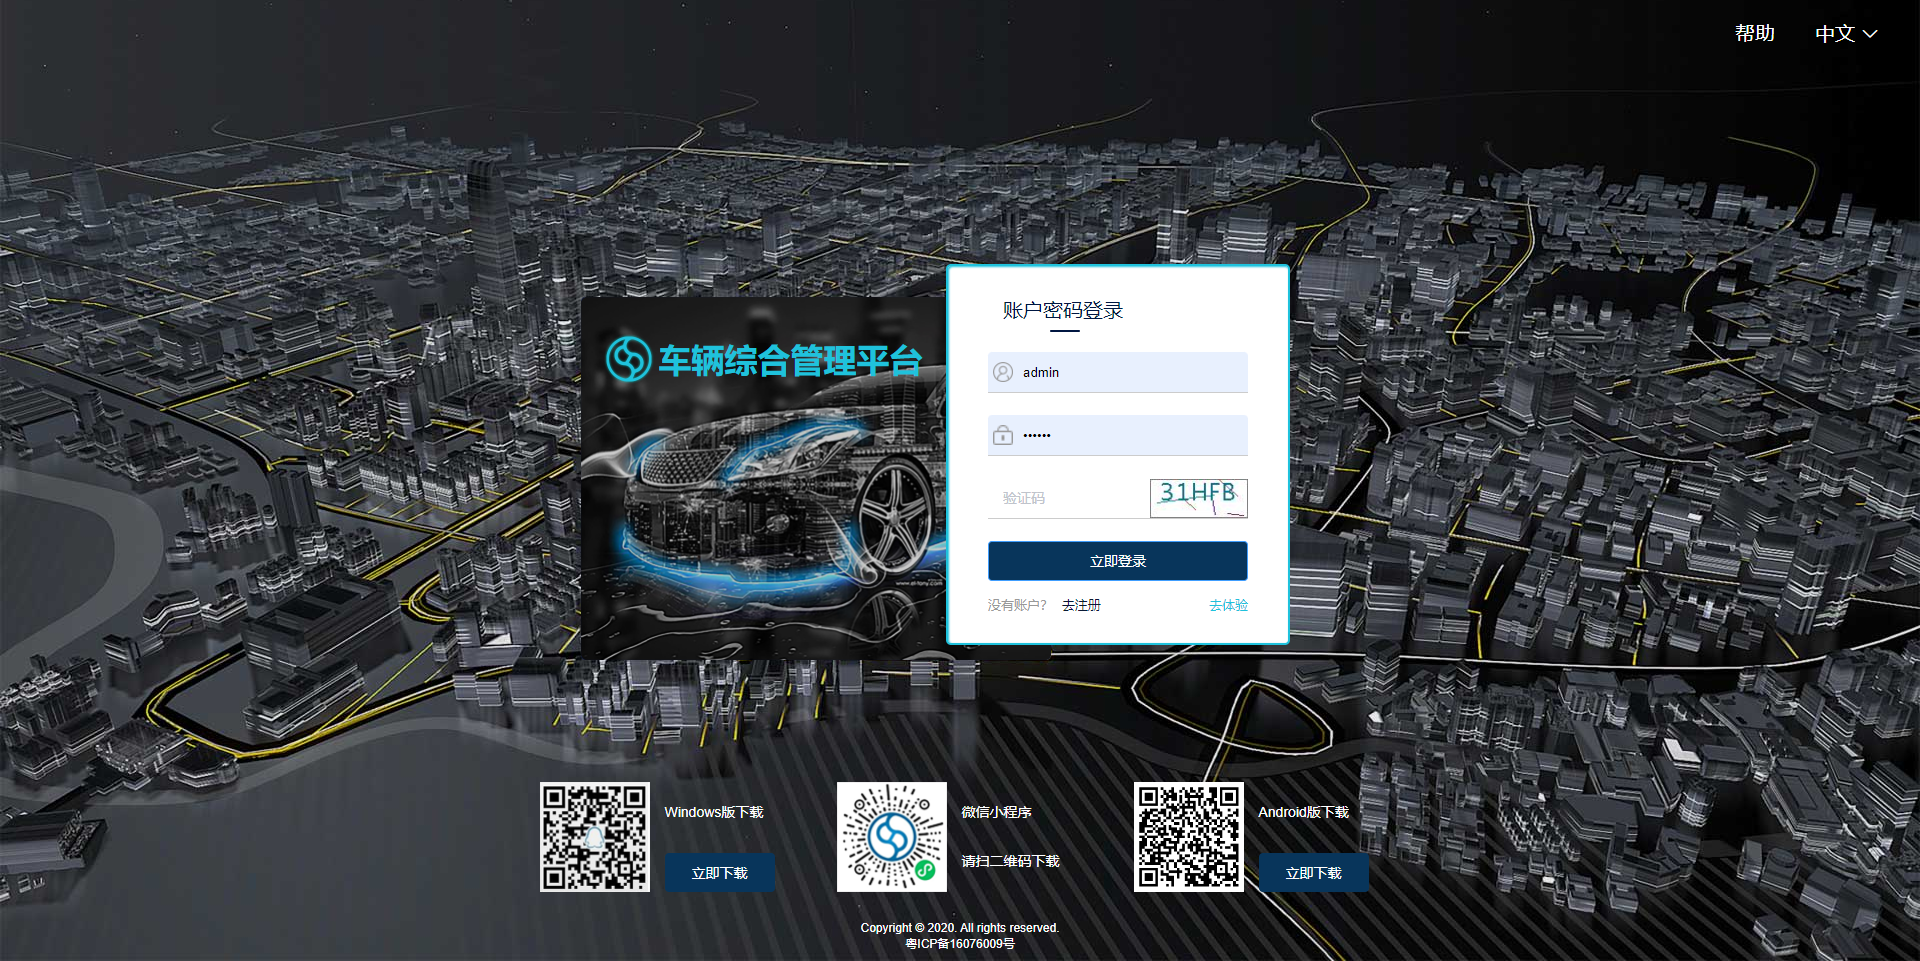 帮助
中文
车辆综合管理平台
账户密码登录
admin
••••••
验证码
31HFB
立即登录
没有账户? 去注册
去体验
Windows版下载
立即下载
微信小程序
请扫二维码下载
Android版下载
立即下载
Copyright © 2020. All rights reserved.
粤ICP备16076009号